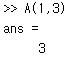 >> A(1,3)
ans =
     3